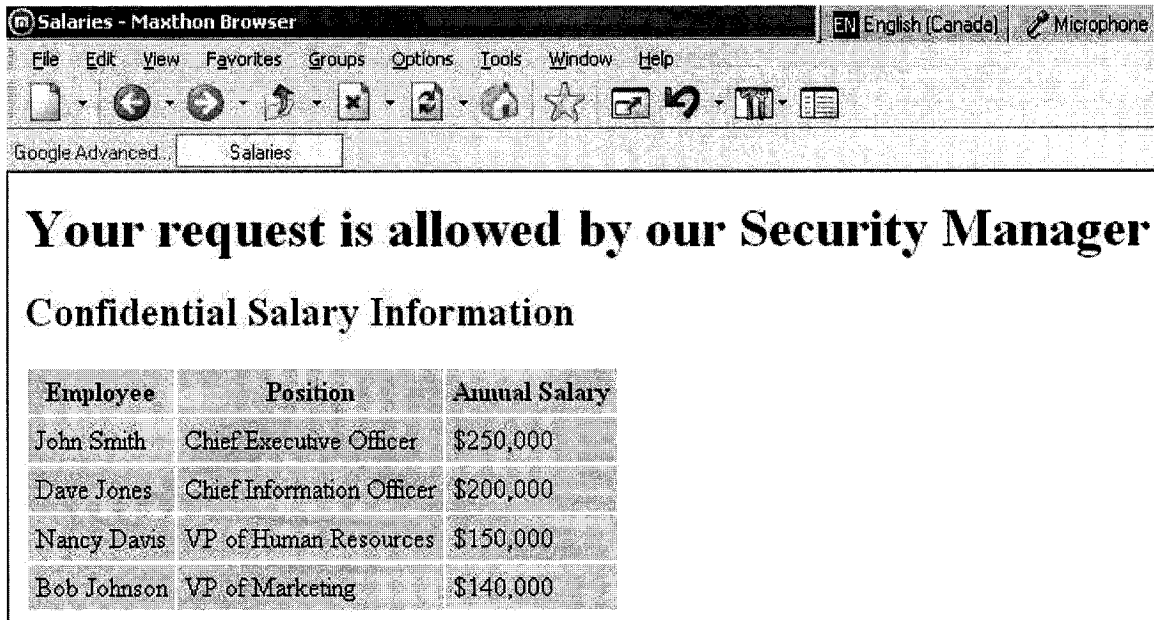 Salaries - Maxthon Browser EN English (Canada) Microphone
File Edit View Favorites Groups Options Tools Window Help
Google Advanced... Salaries
Your request is allowed by our Security Manager
Confidential Salary Information
Employee Position Annual Salary
John Smith Chief Executive Officer $250,000
Dave Jones Chief Information Officer $200,000
Nancy Davis VP of Human Resources $150,000
Bob Johnson VP of Marketing $140,000